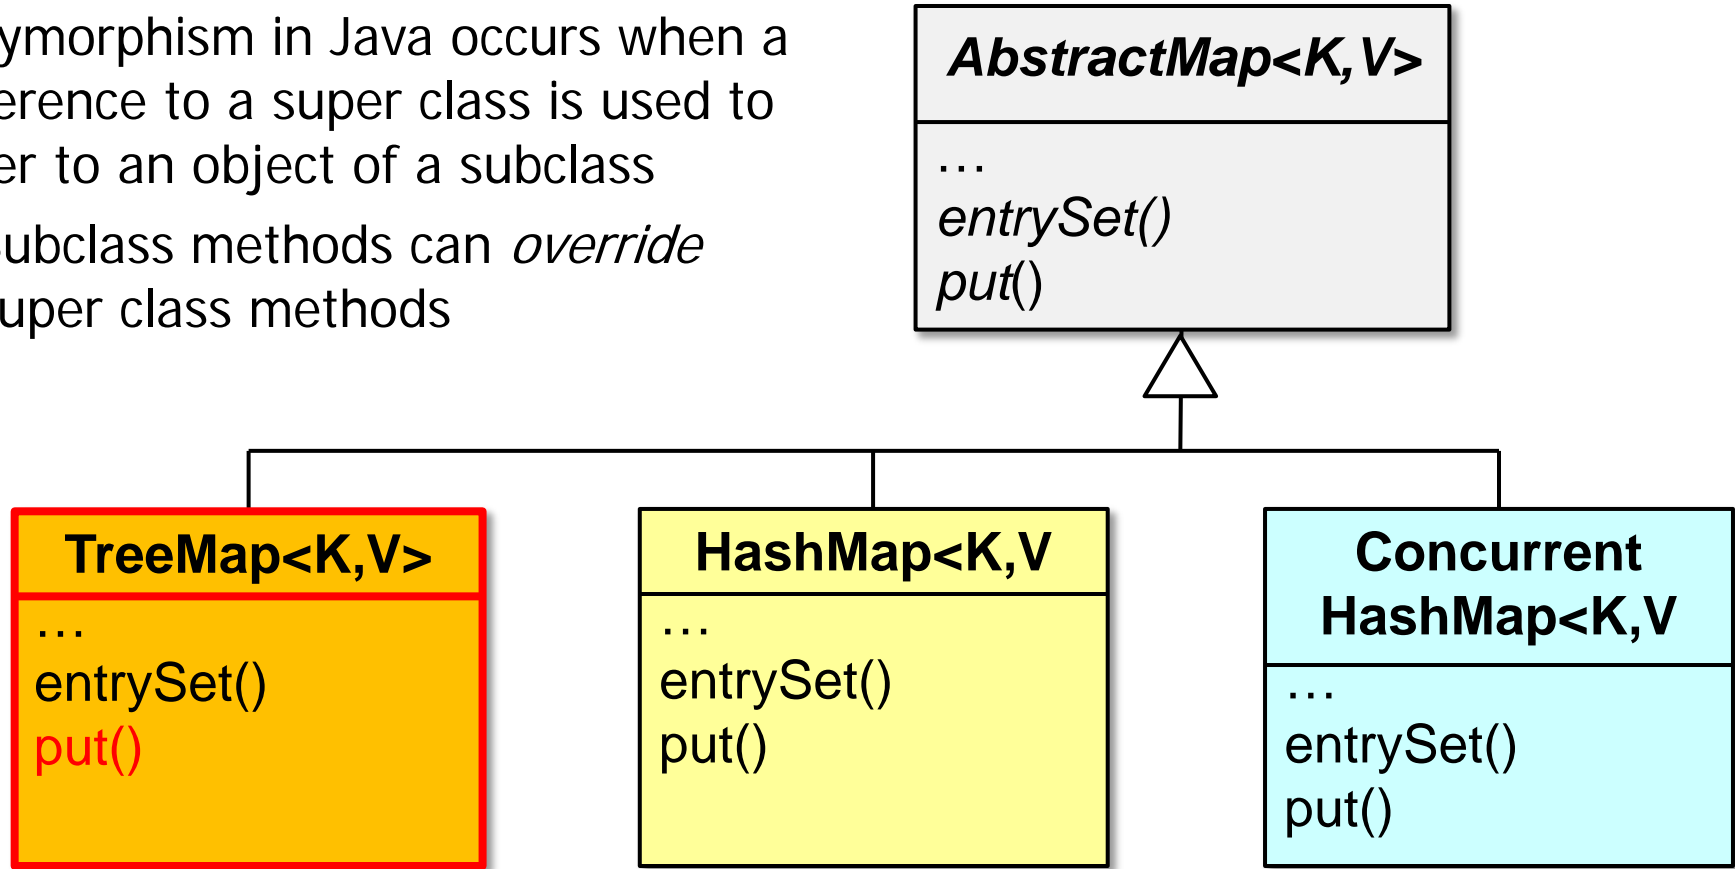 ymorphism in Java occurs when a
erence to a super class is used to
er to an object of a subclass
ubclass methods can override
uper class methods
AbstractMap<K,V>
…
entrySet()
put()
TreeMap<K,V>
…
entrySet()
put()
HashMap<K,V
…
entrySet()
put()
Concurrent
HashMap<K,V
…
entrySet()
put()